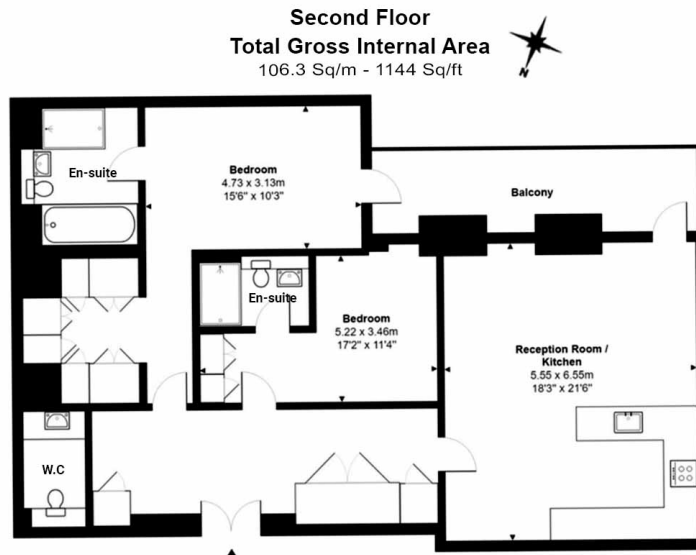 Second Floor
Total Gross Internal Area
106.3 Sq/m - 1144 Sq/ft
N
En-suite
Bedroom
4.73 x 3.13m
15'6" x 10'3"
Balcony
En-suite
Bedroom
5.22 x 3.46m
17'2" x 11'4"
Reception Room /
Kitchen
5.55 x 6.55m
18'3" x 21'6"
W.C